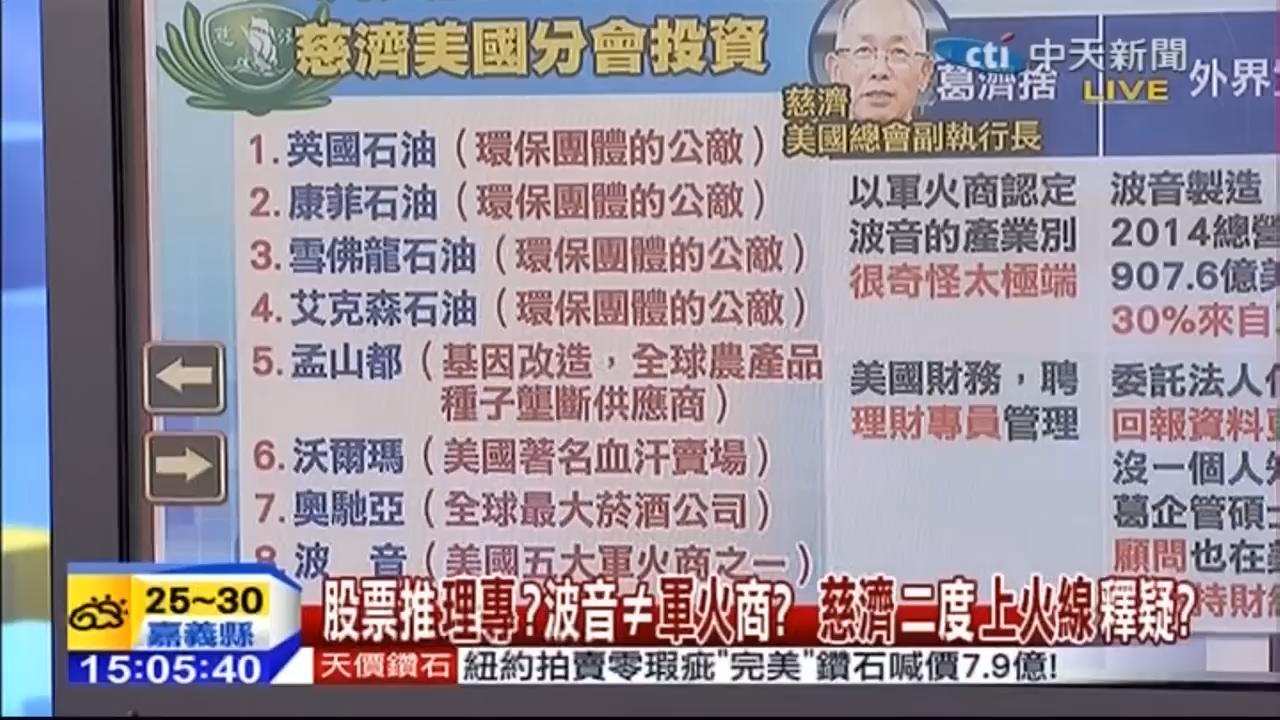 慈濟美國分會投資
1.英國石油（環保團體的公敵）
2.康菲石油（環保團體的公敵）
3.雪佛龍石油（環保團體的公敵）
4.艾克森石油（環保團體的公敵）
5.孟山都（基因改造，全球農產品
種子壟斷供應商）
6.沃爾瑪（美國著名血汗賣場）
7.奧馳亞（全球最大菸酒公司）
8.波 音（美國五大軍火商之一）
慈濟
美國總會副執行長
葛濟捨
以軍火商認定
波音的產業別
很奇怪太極端
美國財務，聘
理財專員管理
外界
波音製造
2014總營
907.6億美
30%來自
委託法人
回報資料
沒一個人
葛企管碩士
顧問也在
持財
cti 中天新聞
LIVE
25~30
嘉義縣
15:05:40
股票推理專?波音≠軍火商? 慈濟二度上火線釋疑?
天價鑽石 紐約拍賣零瑕疵"完美"鑽石喊價7.9億!